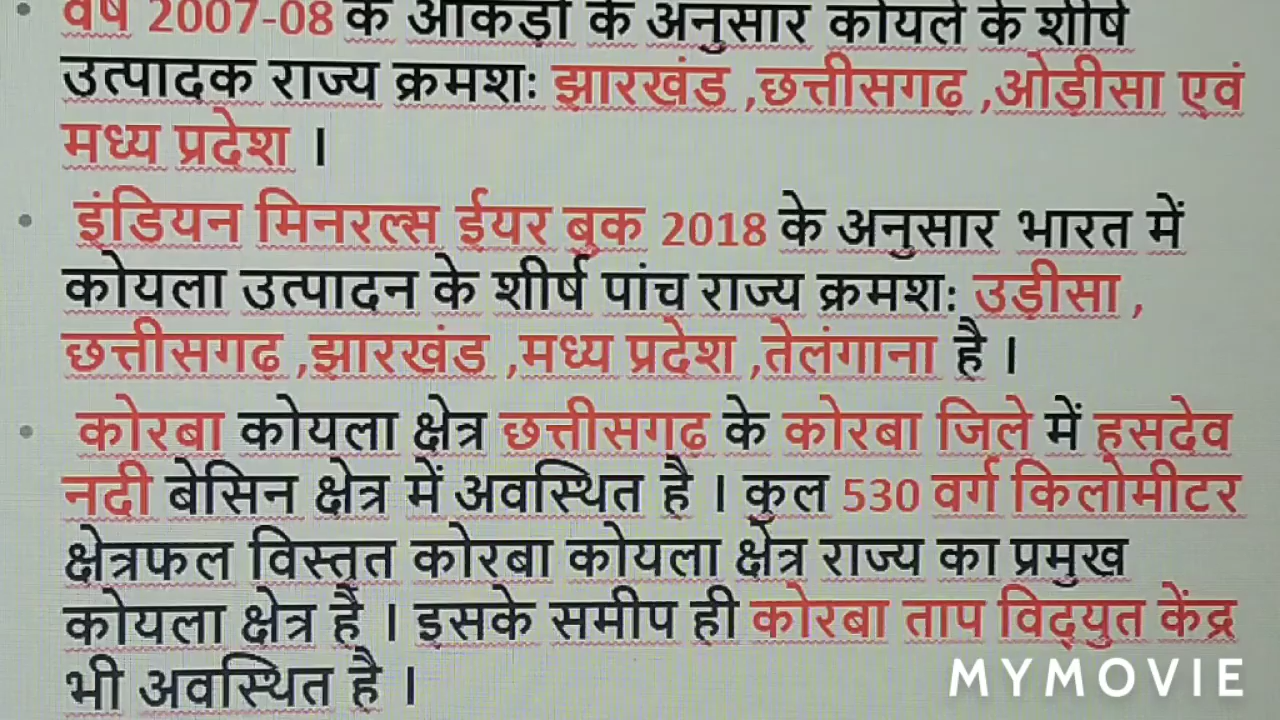 वर्ष 2007-08 के आंकड़ों के अनुसार कोयले के शीर्ष
उत्पादक राज्य क्रमशः झारखंड ,छत्तीसगढ़ ,ओड़ीसा एवं
मध्य प्रदेश ।
इंडियन मिनरल्स ईयर बुक 2018 के अनुसार भारत में
कोयला उत्पादन के शीर्ष पांच राज्य क्रमशः उड़ीसा ,
छत्तीसगढ ,झारखंड ,मध्य प्रदेश ,तेलंगाना है ।
कोरबा कोयला क्षेत्र छत्तीसगढ के कोरबा जिले में हसदेव
नदी बेसिन क्षेत्र में अवस्थित है । कुल 530 वर्ग किलोमीटर
क्षेत्रफल विस्तृत कोरबा कोयला क्षेत्र राज्य का प्रमुख
कोयला क्षेत्र है । इसके समीप ही कोरबा ताप विद्युत केंद्र
भी अवस्थित है ।
MYMOVIE